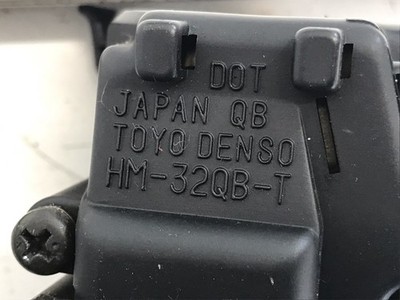 DOT
JAPAN QB
TOYO DENSO
HM-32QB-T